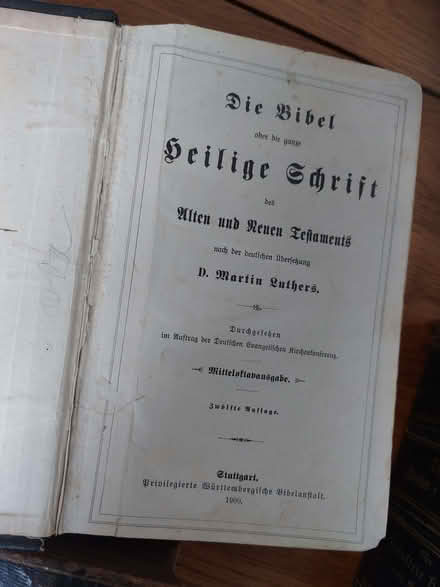 Die Bibel
oder die ganze
Heilige Schrift
des
Alten und Neuen Testaments
nach der deutschen Übersetzung
D. Martin Luthers.
Durchgesehen
im Auftrag der Deutschen Evangelischen Kirchenkonferenz.
Mitteloktavausgabe.
Zwölfte Auflage.
Stuttgart.
Privilegierte Württembergische Bibelanstalt.